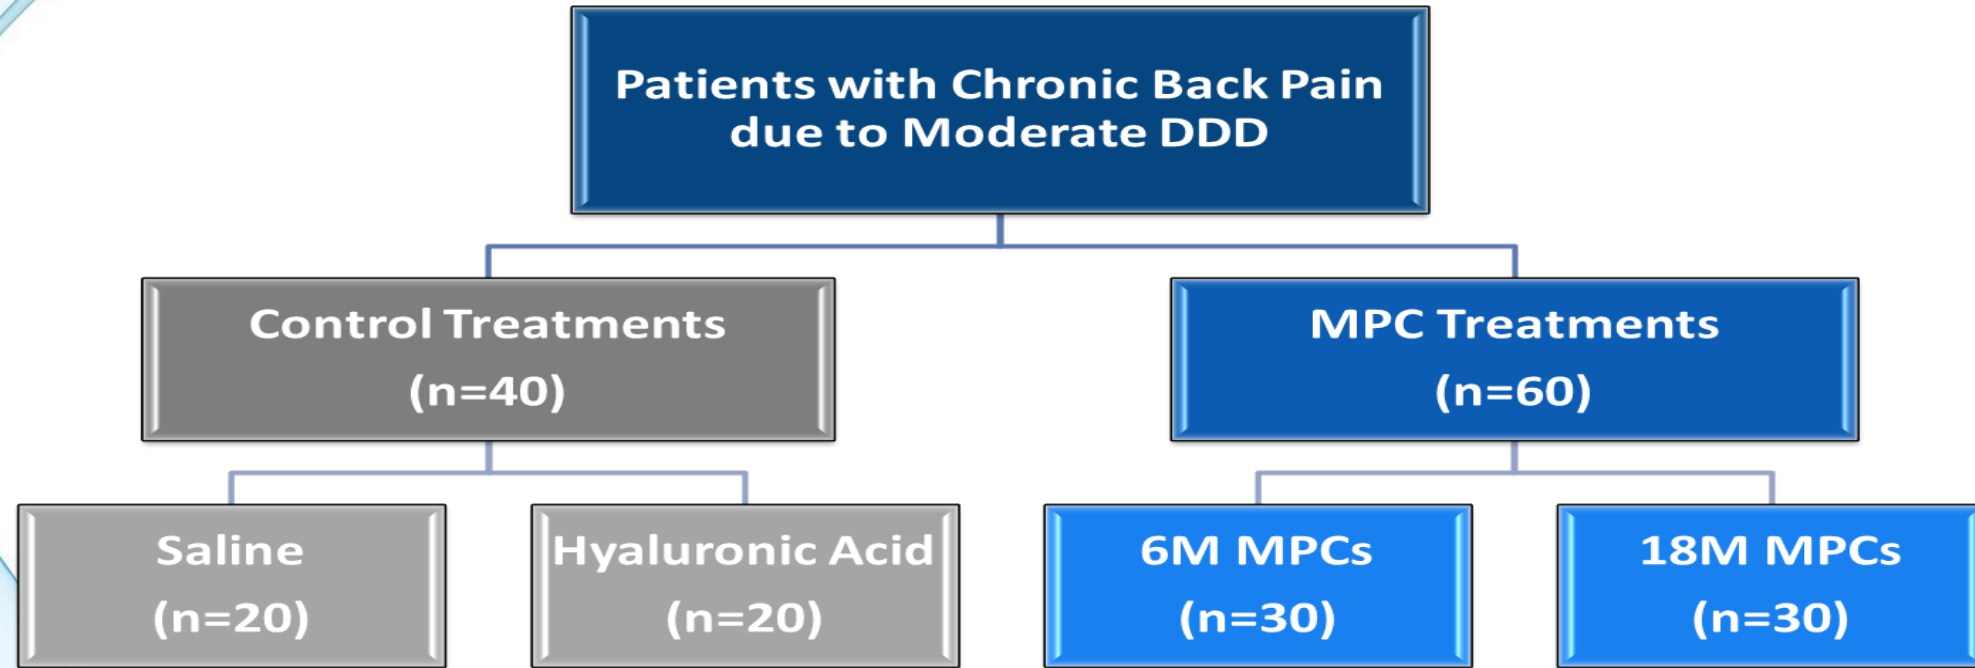 Patients with Chronic Back Pain
due to Moderate DDD
Control Treatments
(n=40)
MPC Treatments
(n=60)
Saline
(n=20)
Hyaluronic Acid
(n=20)
6M MPCs
(n=30)
18M MPCs
(n=30)